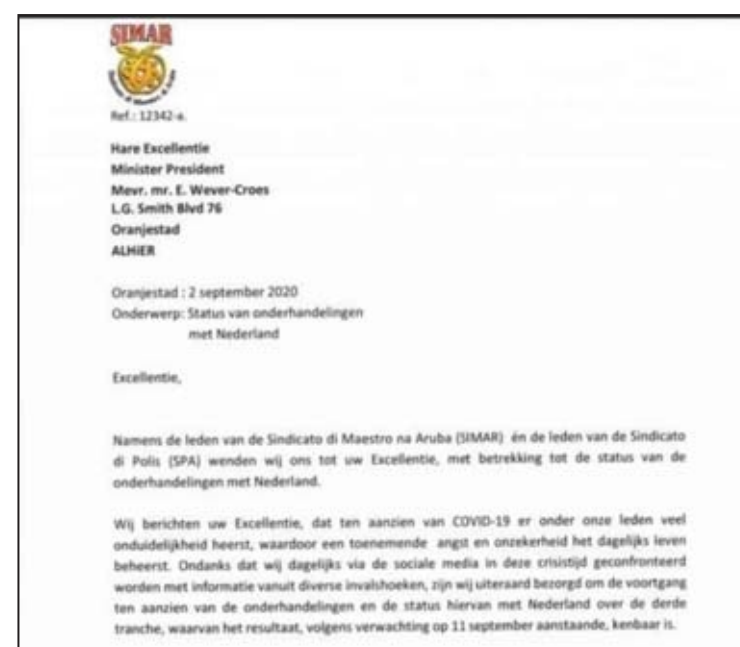 SIMAR
Ref.: 12342-a.
Hare Excellentie
Minister President
Mevr. mr. E. Wever-Croes
L.G. Smith Blvd 76
Oranjestad
ALHiER
Oranjestad : 2 september 2020
Onderwerp: Status van onderhandelingen
met Nederland
Excellentie,
Namens de leden van de Sindicato di Maestro na Aruba (SIMAR) én de leden van de Sindicato
di Polis (SPA) wenden wij ons tot uw Excellentie, met betrekking tot de status van de
onderhandelingen met Nederland.
Wij berichten uw Excellentie, dat ten aanzien van COVID-19 er onder onze leden veel
onduidelijkheid heerst, waardoor een toenemende angst en onzekerheid het dagelijks leven
beheerst. Ondanks dat wij dagelijks via de sociale media in deze crisistijd geconfronteerd
worden met informatie vanuit diverse invalshoeken, zijn wij uiteraard bezorgd om de voortgang
ten aanzien van de onderhandelingen en de status hiervan met Nederland over de derde
tranche, waarvan het resultaat, volgens verwachting op 11 september aanstaande, kenbaar is.